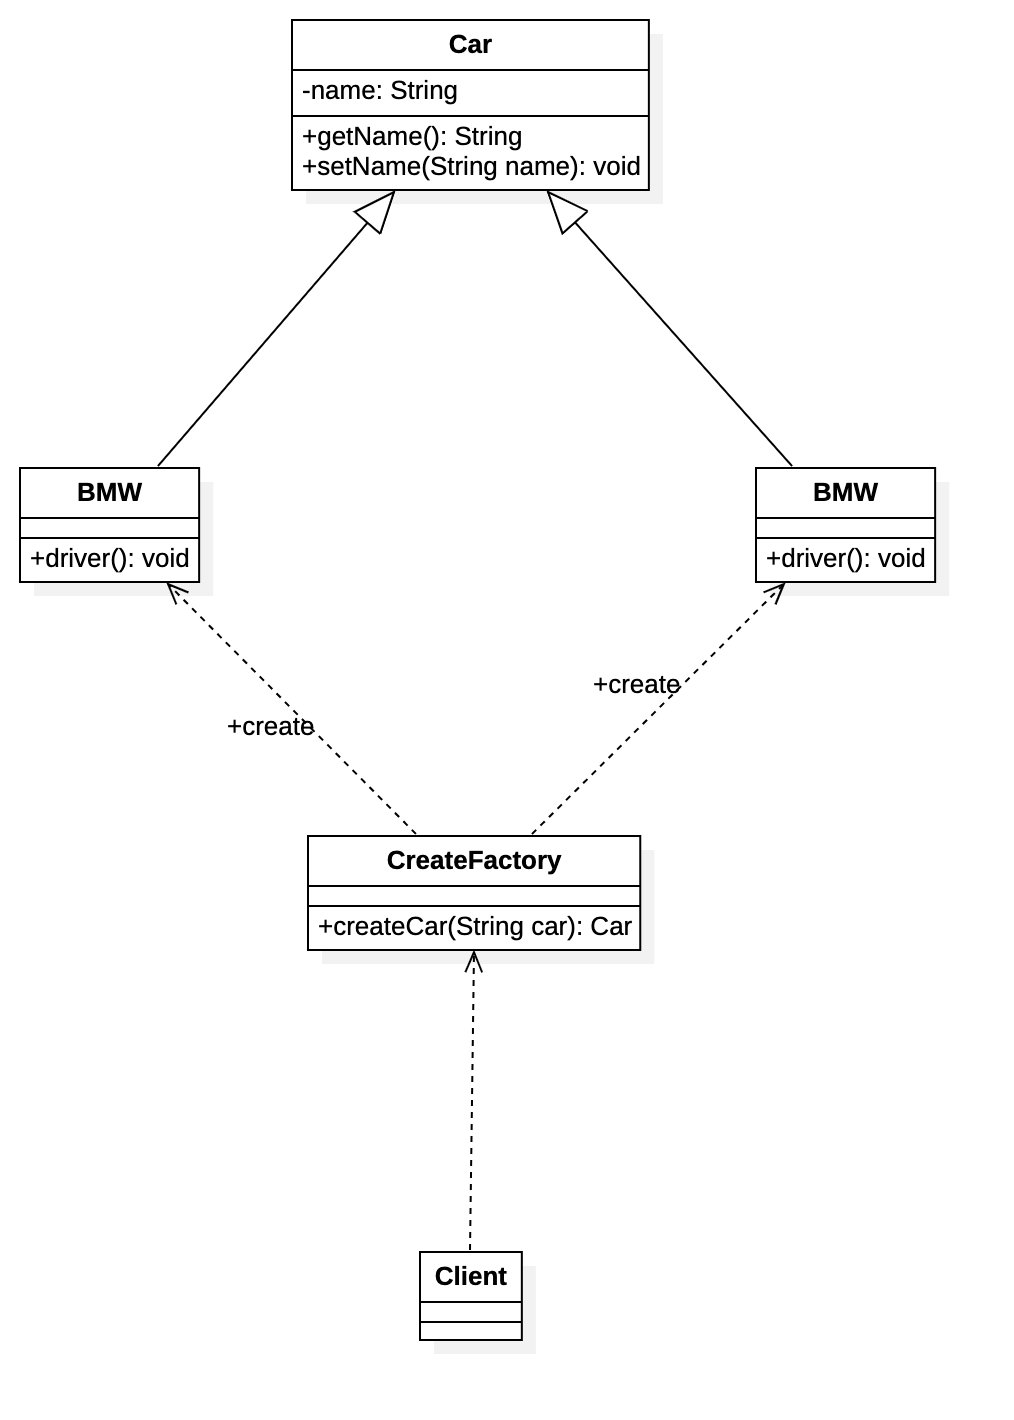 Car
-name: String
+getName(): String
+setName(String name): void
BMW
+driver(): void
BMW
+driver(): void
+create
+create
CreateFactory
+createCar(String car): Car
Client